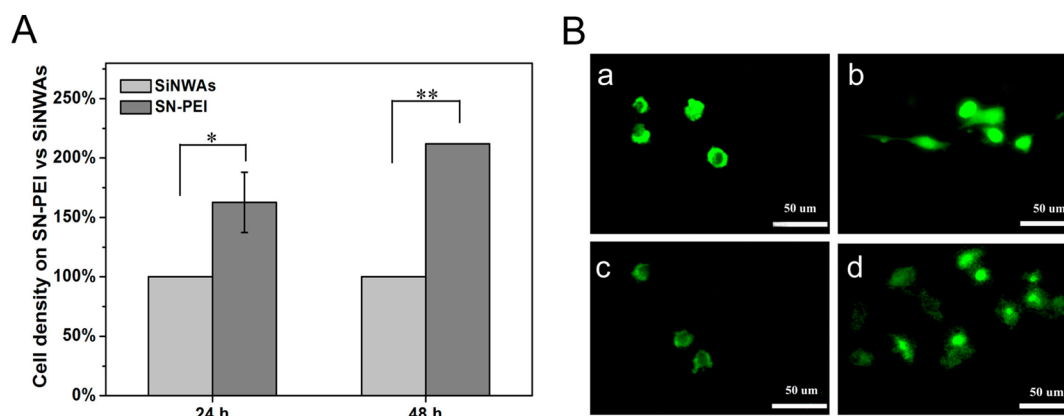 A
Cell density on SN-PEI vs SiNWAs
250%
200%
150%
100%
50%
0%
SiNWAs
SN-PEI
*
**
24 h
48 h
B
a
50 um
b
50 um
c
50 um
d
50 um